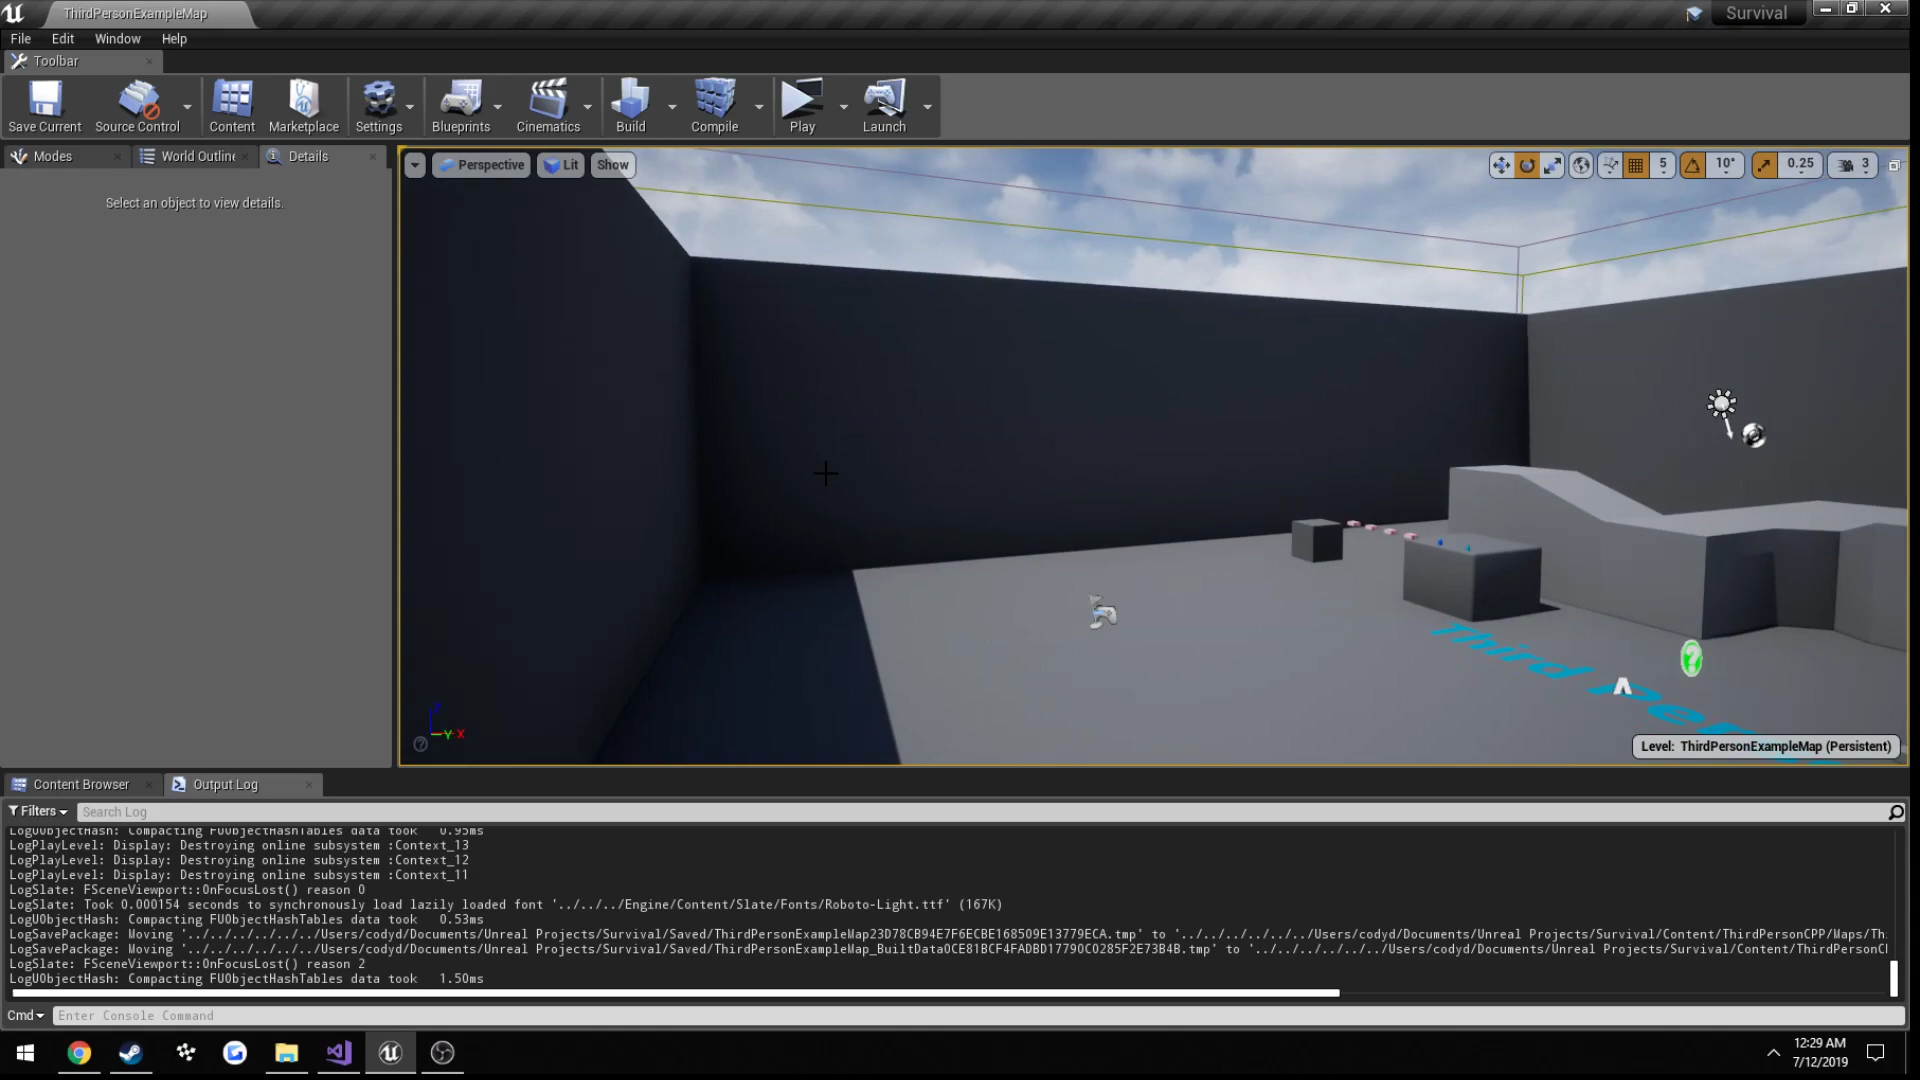 ThirdPersonExampleMap
Survival
File Edit Window Help
Toolbar
Save Current Source Control Content Marketplace Settings Blueprints Cinematics Build Compile Play Launch
Modes World Outline Details
Select an object to view details.
Perspective Lit Show
5 10° 0.25 3
Third
Z
Y X
Level: ThirdPersonExampleMap (Persistent)
Content Browser Output Log
Filters Search Log
LogUObjectHash: Compacting FUObjectHashTables data took 0.95ms
LogPlayLevel: Display: Destroying online subsystem :Context_13
LogPlayLevel: Display: Destroying online subsystem :Context_12
LogPlayLevel: Display: Destroying online subsystem :Context_11
LogSlate: FSceneViewport::OnFocusLost() reason 0
LogSlate: Took 0.000154 seconds to synchronously load lazily loaded font '../../../Engine/Content/Slate/Fonts/Roboto-Light.ttf' (167K)
LogUObjectHash: Compacting FUObjectHashTables data took 0.53ms
LogSavePackage: Moving '../../../../../../Users/codyd/Documents/Unreal Projects/Survival/Saved/ThirdPersonExampleMap23D78CB94E7F6ECBE168509E13779ECA.tmp' to '../../../../../../Users/codyd/Documents/Unreal Projects/Survival/Content/ThirdPersonCPP/Maps/Th
LogSavePackage: Moving '../../../../../../Users/codyd/Documents/Unreal Projects/Survival/Saved/ThirdPersonExampleMap_BuiltData0CE81BCF4FADBD17790C0285F2E73B4B.tmp' to '../../../../../../Users/codyd/Documents/Unreal Projects/Survival/Content/ThirdPersonC
LogSlate: FSceneViewport::OnFocusLost() reason 2
LogUObjectHash: Compacting FUObjectHashTables data took 1.50ms
Cmd Enter Console Command
12:29 AM
7/12/2019